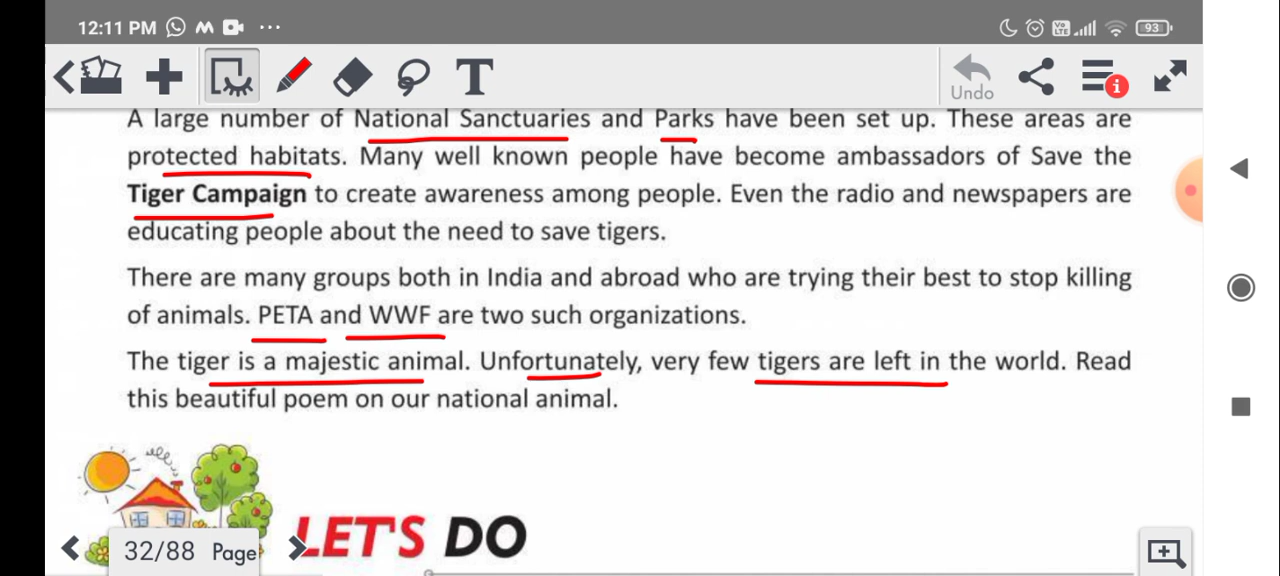 12:11 PM
93
T
Undo
A large number of National Sanctuaries and Parks have been set up. These areas are
protected habitats. Many well known people have become ambassadors of Save the
Tiger Campaign to create awareness among people. Even the radio and newspapers are
educating people about the need to save tigers.
There are many groups both in India and abroad who are trying their best to stop killing
of animals. PETA and WWF are two such organizations.
The tiger is a majestic animal. Unfortunately, very few tigers are left in the world. Read
this beautiful poem on our national animal.
LET'S DO
32/88 Page